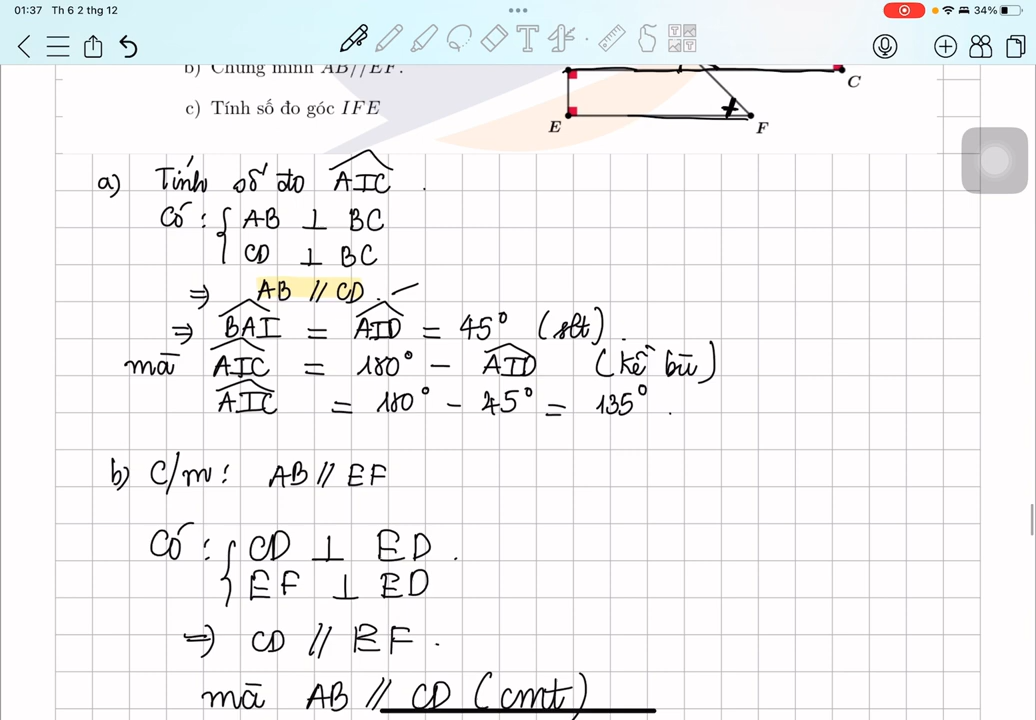 01:37 Th 6 2 thg 12
34%
b) Chứng minh AB//EF.
c) Tính số đo góc IFE
C
E
F
a) Tính số đo AIC .
Có : { AB ⊥ BC
CD ⊥ BC
⇒ AB // CD .
⇒ BAI = AID = 45° (slt).
mà AIC = 180° - AID (kề bù)
AIC = 180° - 45° = 135° .
b) C/m : AB // EF
Có : { CD ⊥ ED .
EF ⊥ ED
⇒ CD // EF .
mà AB // CD (cmt)